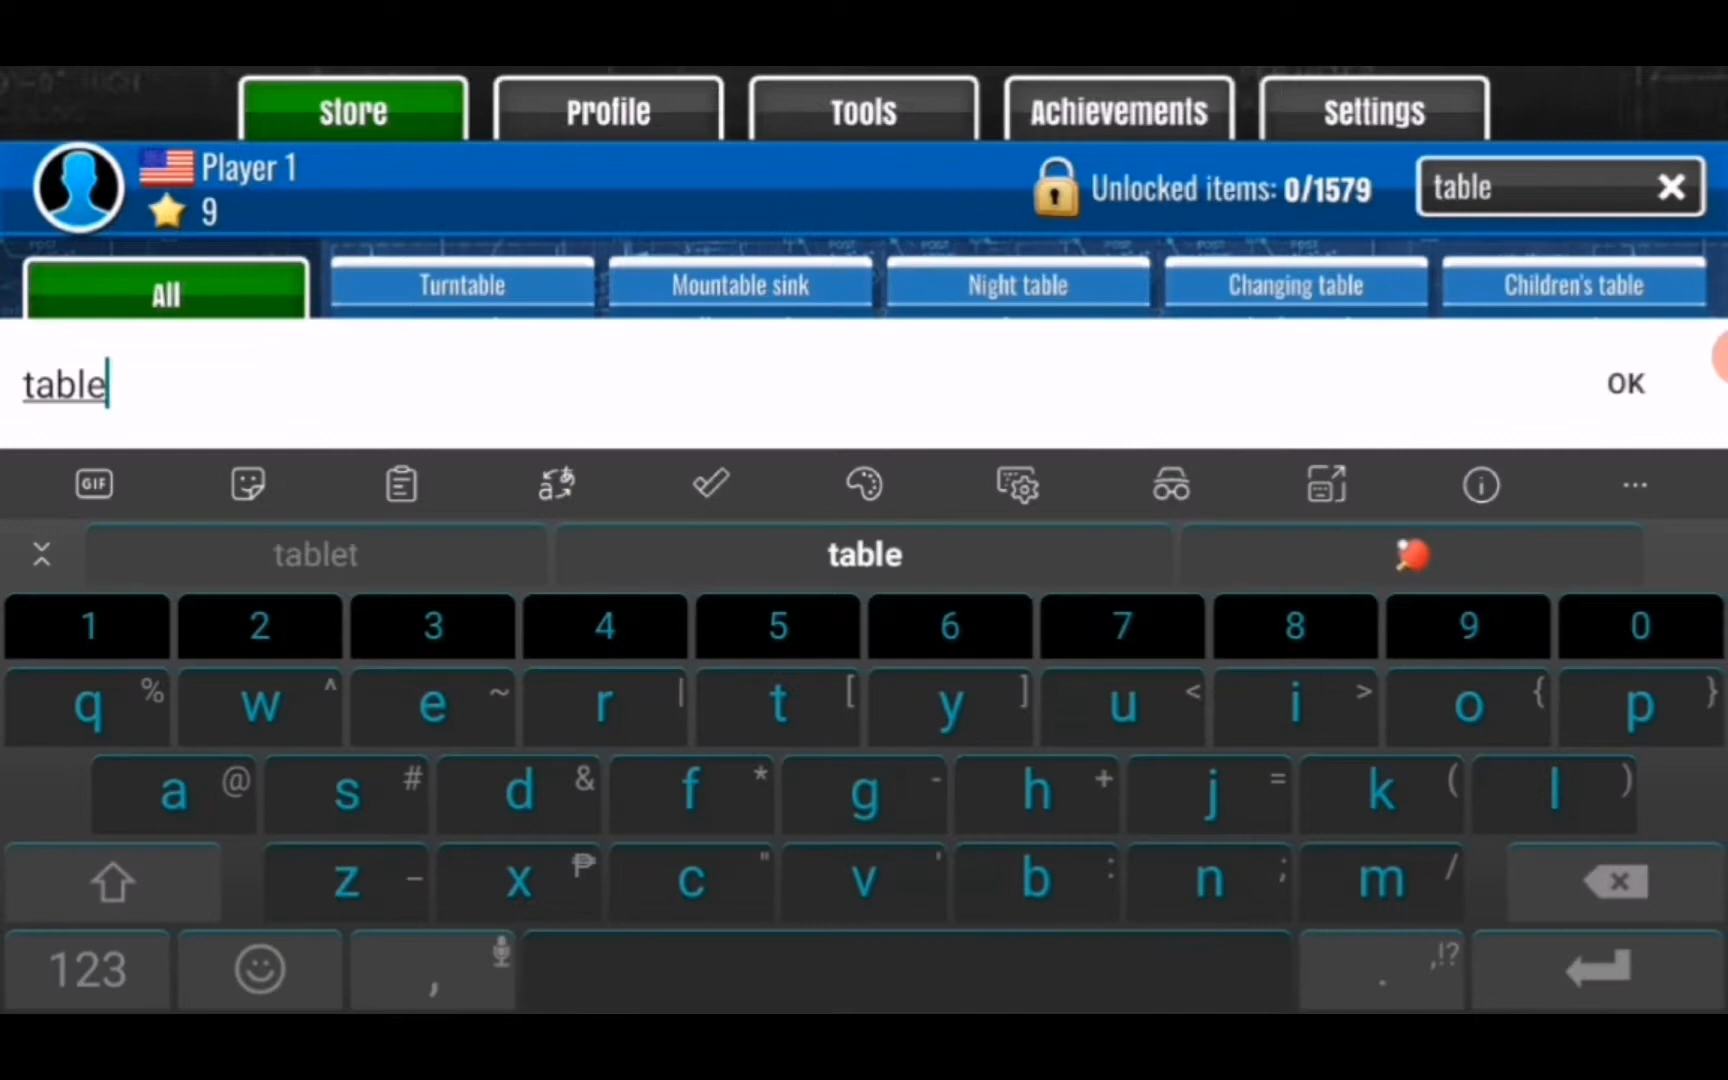 Store Profile Tools Achievements Settings
Player 1
9
Unlocked items: 0/1579
table
All Turntable Mountable sink Night table Changing table Children's table
table
OK
GIF
tablet table
1 2 3 4 5 6 7 8 9 0
q % w ^ e ~ r | t [ y ] u < i > o { p }
a @ s # d & f * g - h + j = k ( l )
z _ x ₱ c " v ' b : n ; m /
123 , . ,!?